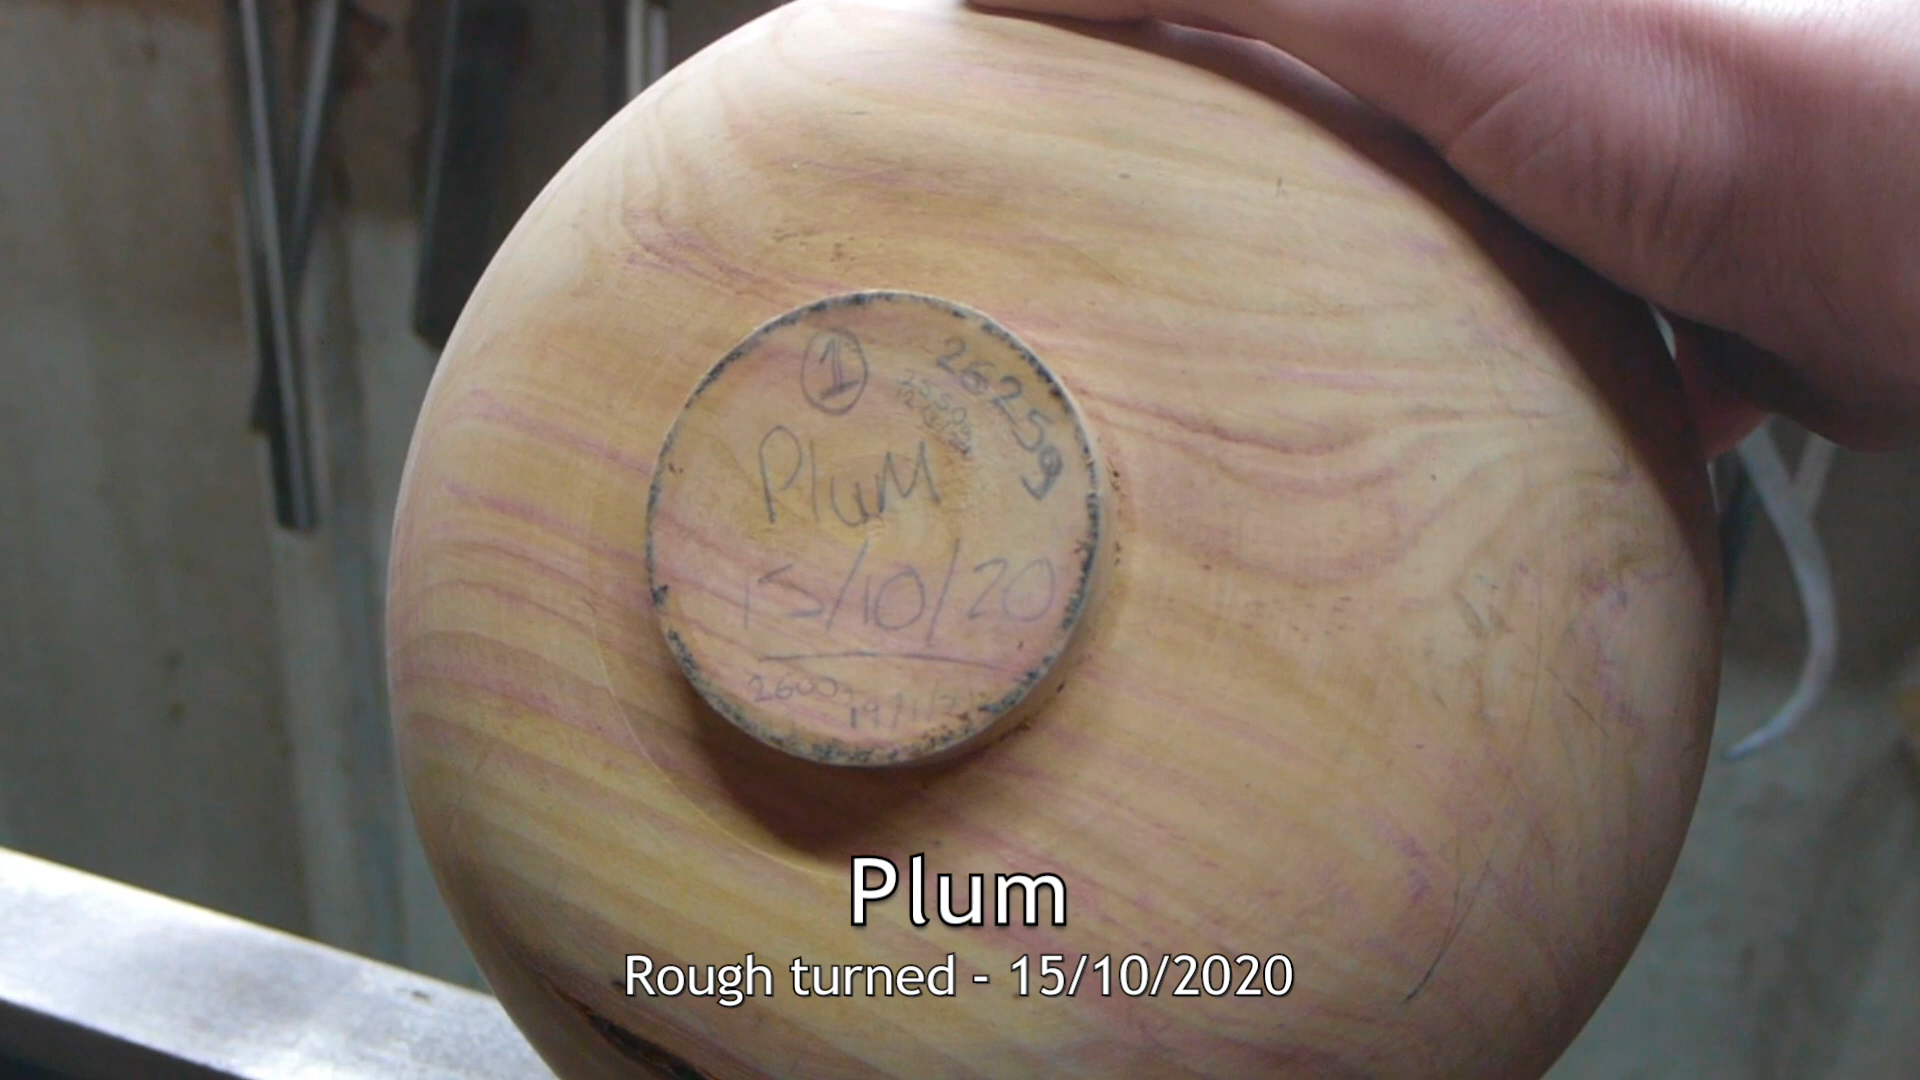 1
26259
Plum
15/10/20
Plum
Rough turned - 15/10/2020